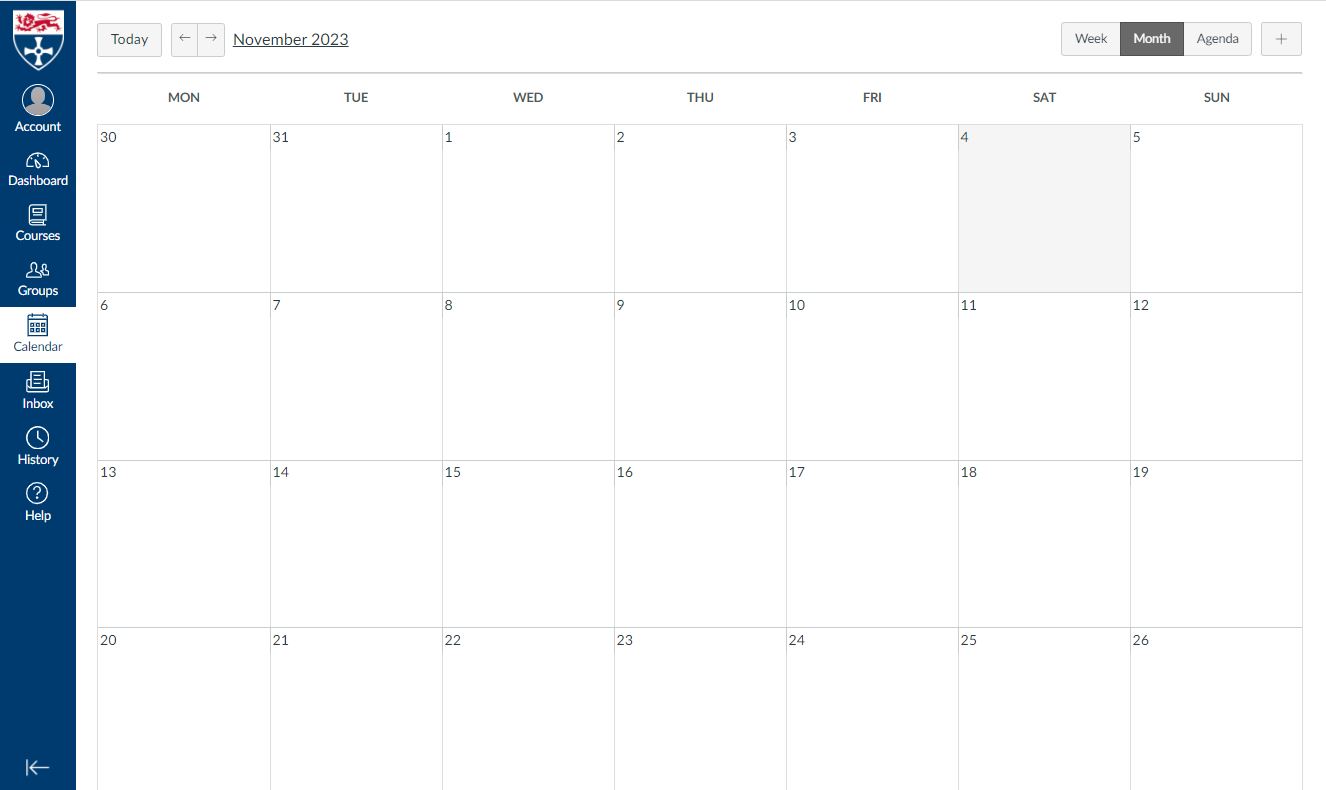 Today ← → November 2023 Week Month Agenda +
MON TUE WED THU FRI SAT SUN
Account
Dashboard
Courses
Groups
Calendar
Inbox
History
Help
30 31 1 2 3 4 5
6 7 8 9 10 11 12
13 14 15 16 17 18 19
20 21 22 23 24 25 26